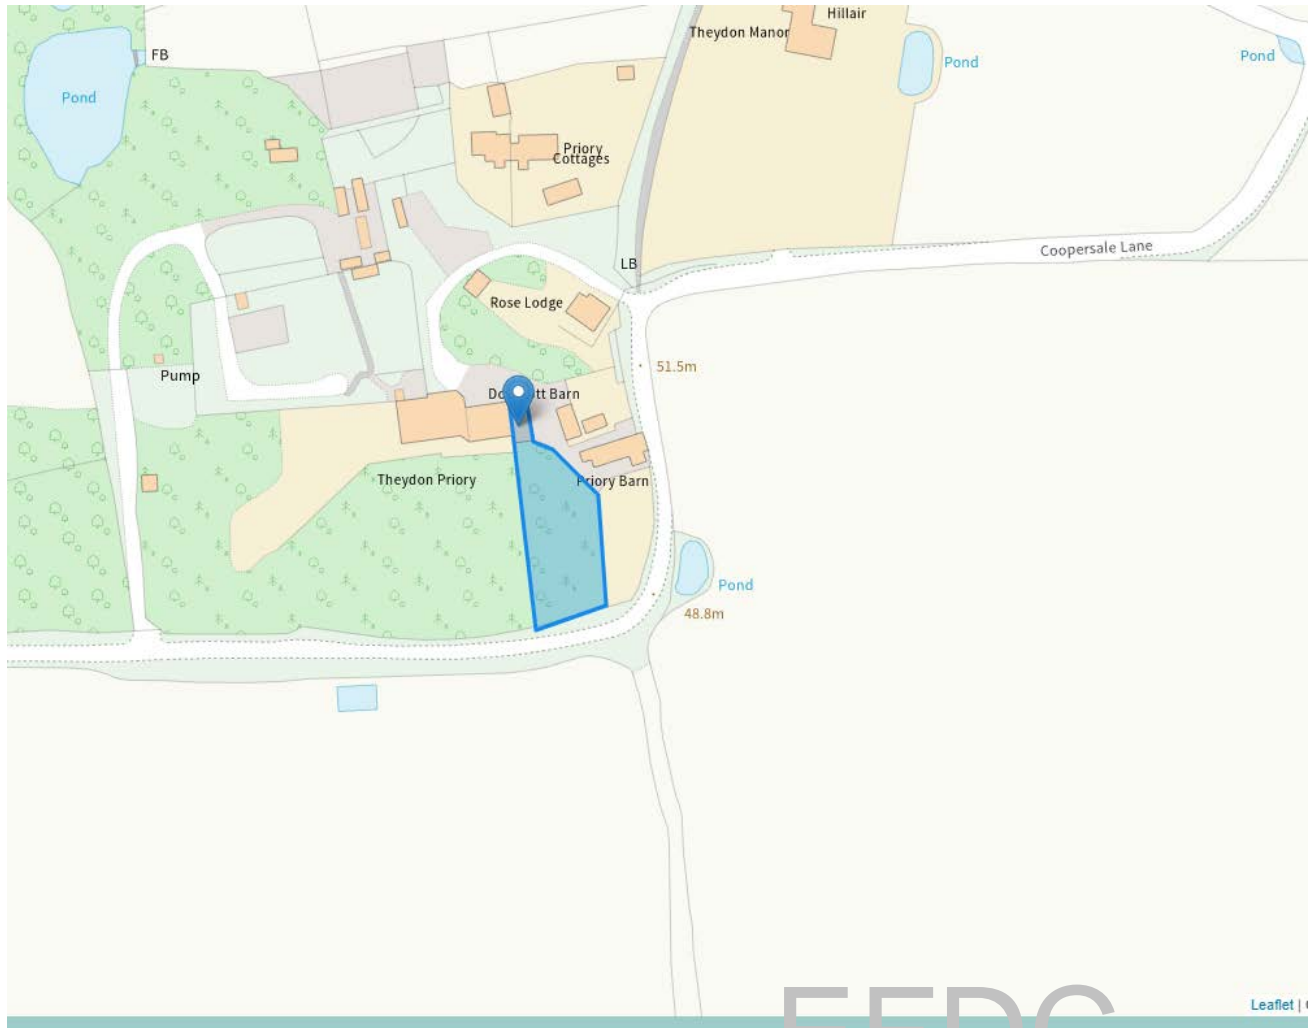 Hillair
Theydon Manor
FB
Pond
Pond
Pond
Priory
Cottages
Coopersale Lane
LB
Rose Lodge
51.5m
Pump
Barn
Theydon Priory
Priory Barn
Pond
48.8m
EFDC
Leaflet |